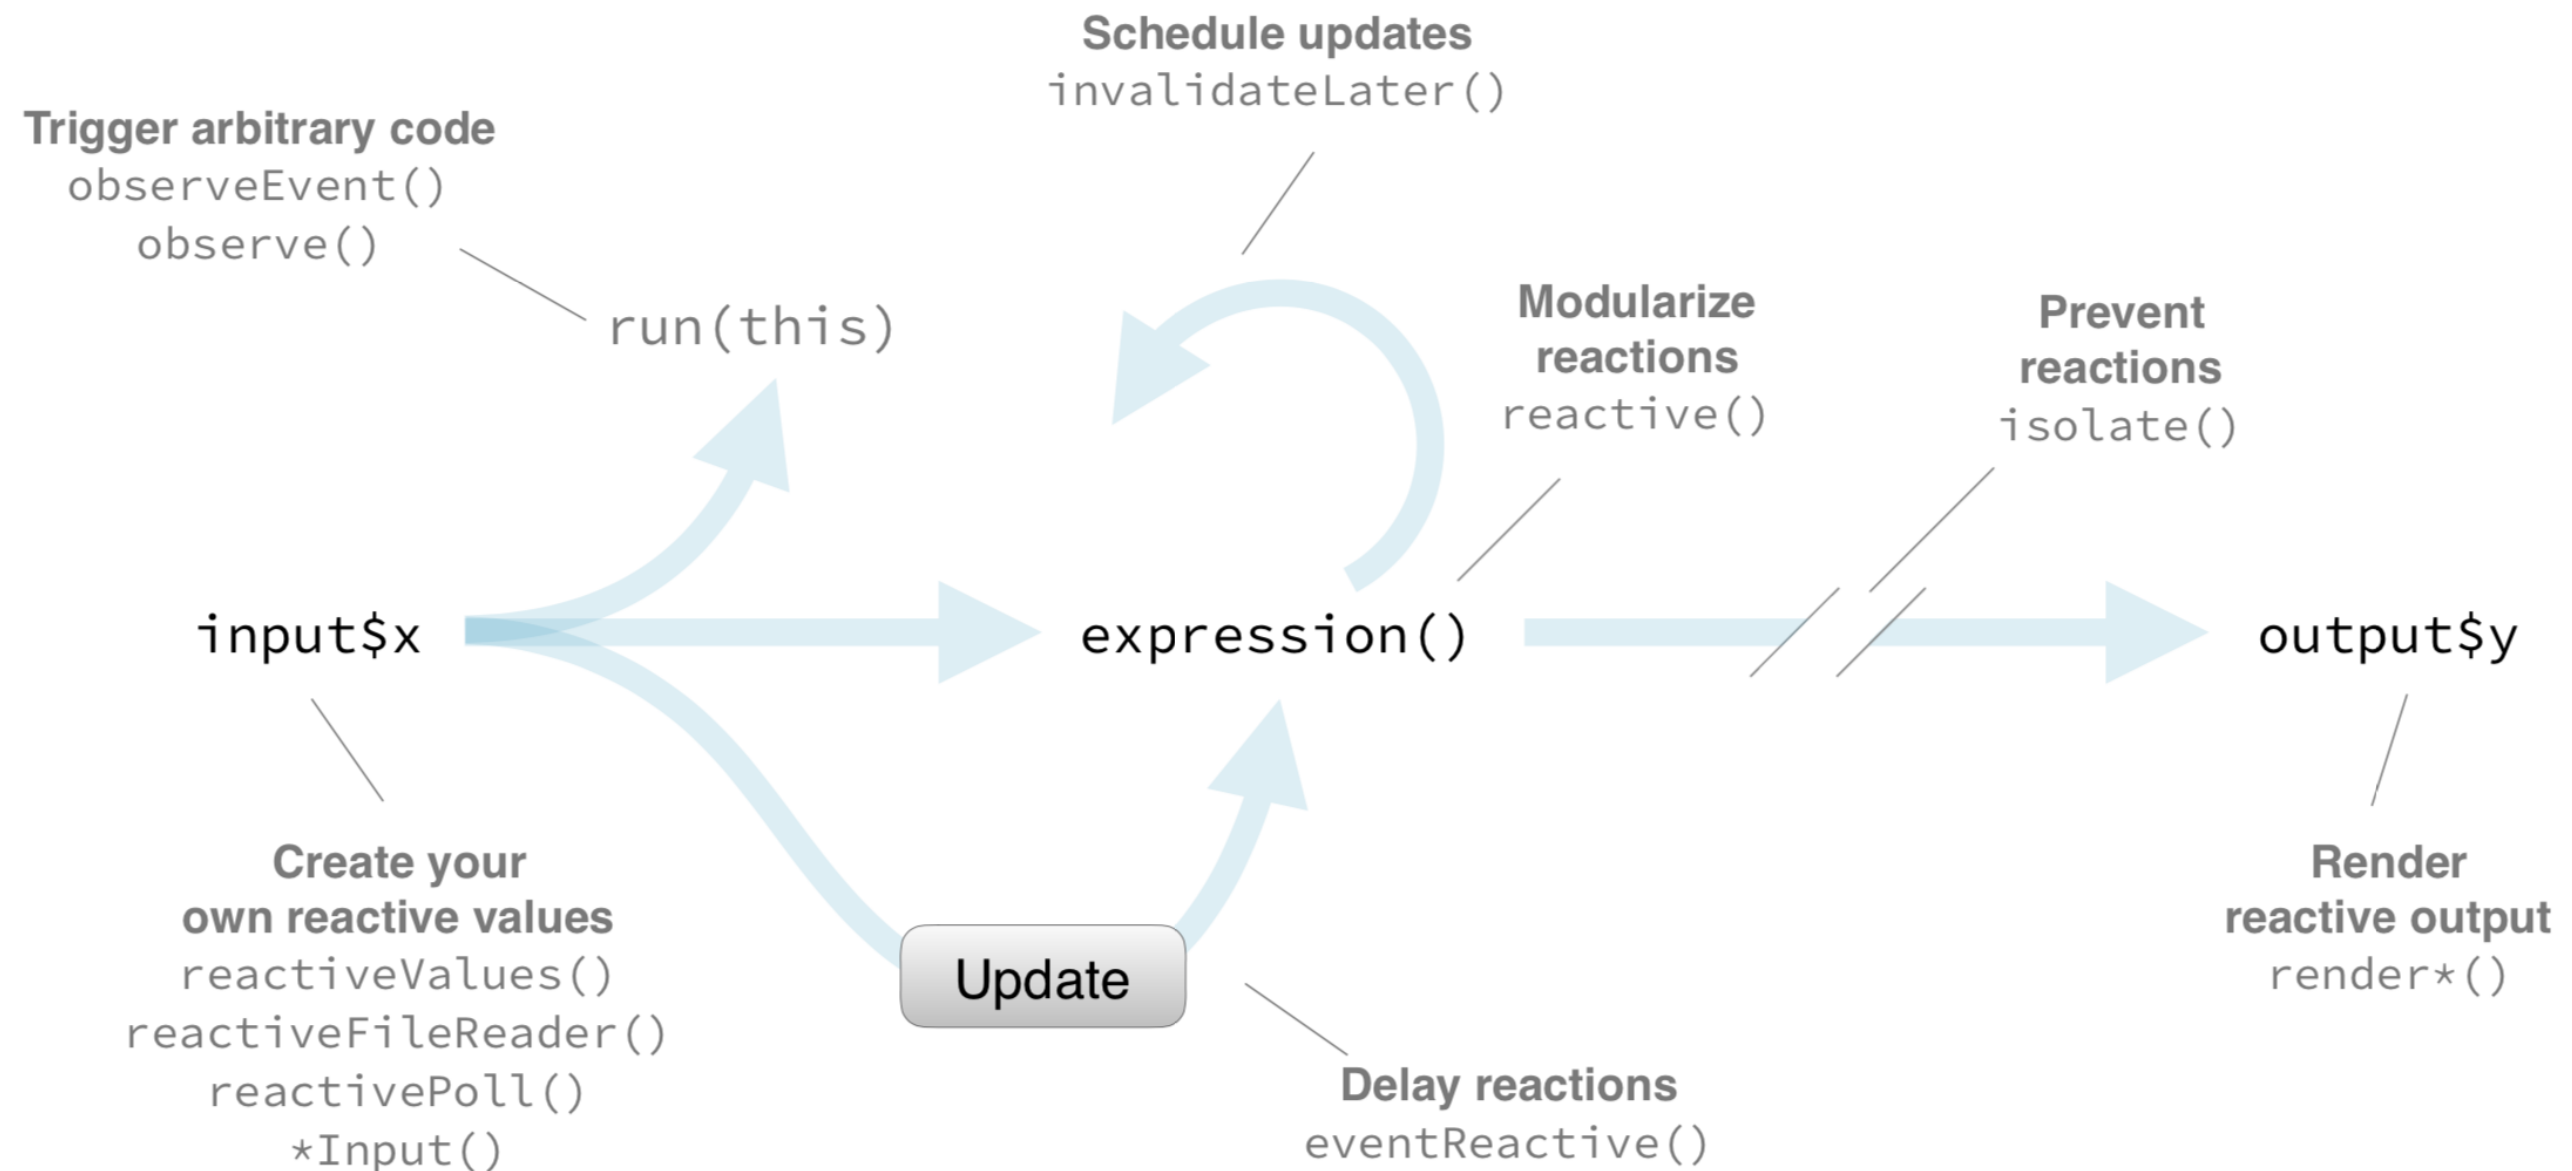 Schedule updates
invalidateLater()
Trigger arbitrary code
observeEvent()
observe()
run(this)
Modularize
reactions
reactive()
Prevent
reactions
isolate()
input$x
expression()
output$y
Create your
own reactive values
reactiveValues()
reactiveFileReader()
reactivePoll()
*Input()
Update
Delay reactions
eventReactive()
Render
reactive output
render*()